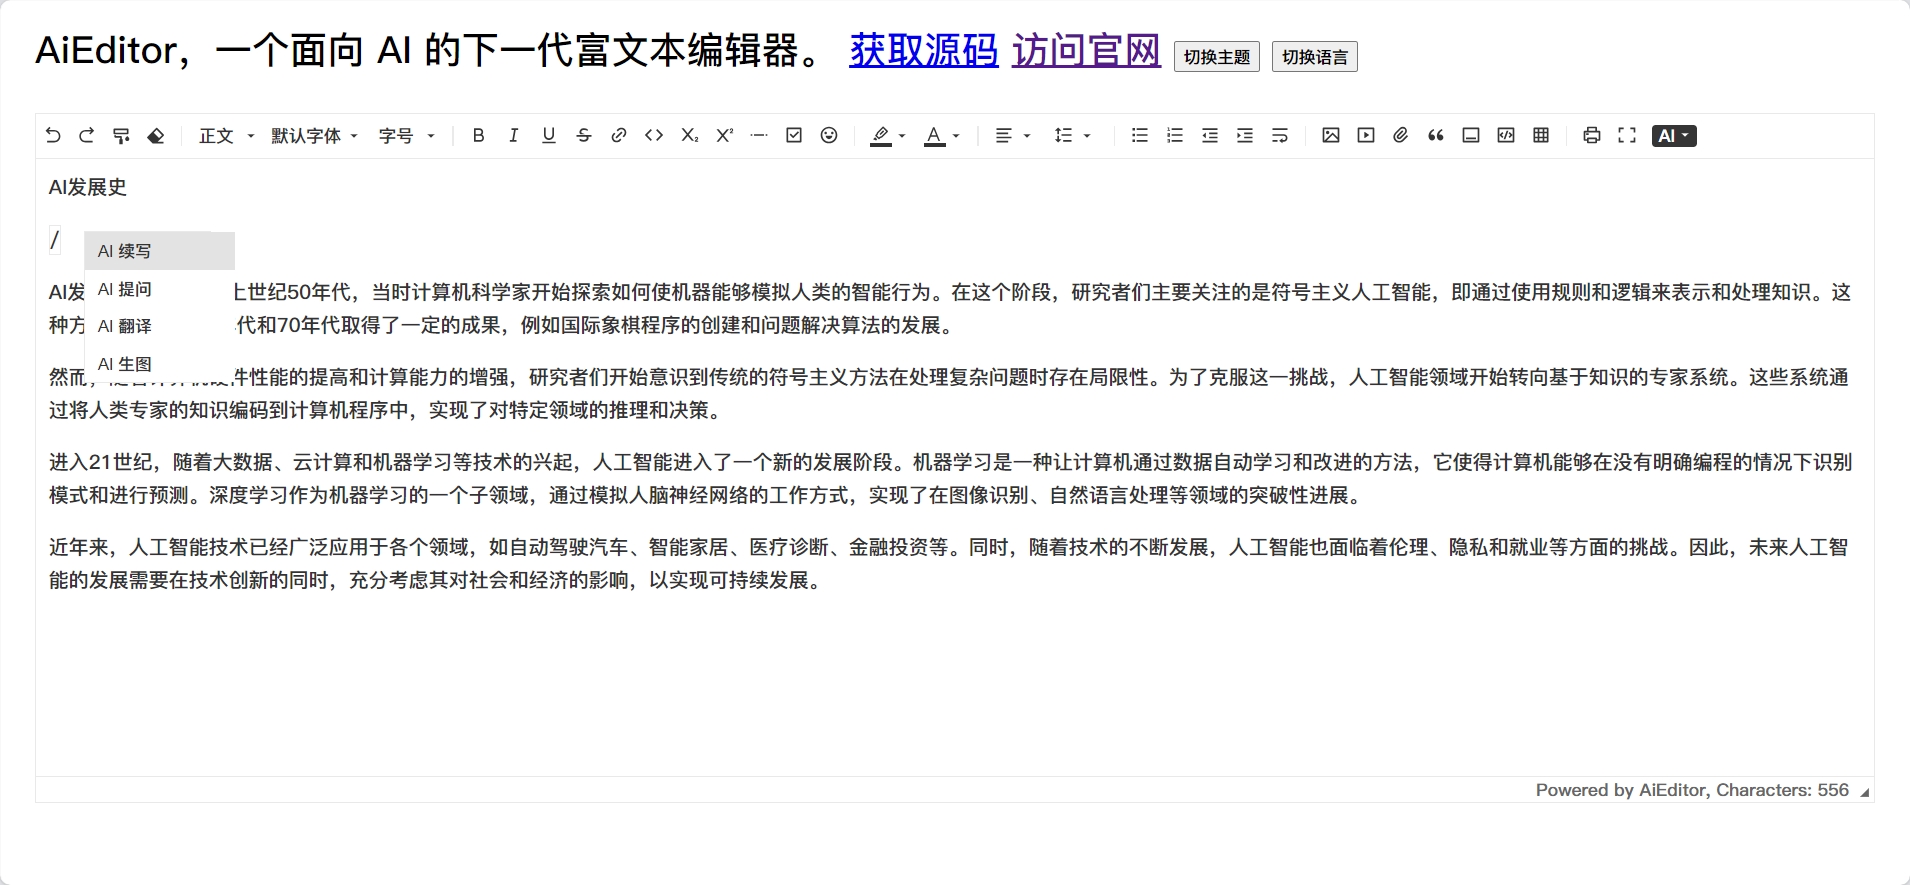 AiEditor，一个面向 AI 的下一代富文本编辑器。 获取源码 访问官网 切换主题 切换语言
正文 默认字体 字号 AI
AI发展史
/
AI 续写
AI 提问
AI 翻译
AI 生图
AI发 上世纪50年代，当时计算机科学家开始探索如何使机器能够模拟人类的智能行为。在这个阶段，研究者们主要关注的是符号主义人工智能，即通过使用规则和逻辑来表示和处理知识。这
种方 代和70年代取得了一定的成果，例如国际象棋程序的创建和问题解决算法的发展。
然而，随着计算机硬件性能的提高和计算能力的增强，研究者们开始意识到传统的符号主义方法在处理复杂问题时存在局限性。为了克服这一挑战，人工智能领域开始转向基于知识的专家系统。这些系统通
过将人类专家的知识编码到计算机程序中，实现了对特定领域的推理和决策。
进入21世纪，随着大数据、云计算和机器学习等技术的兴起，人工智能进入了一个新的发展阶段。机器学习是一种让计算机通过数据自动学习和改进的方法，它使得计算机能够在没有明确编程的情况下识别
模式和进行预测。深度学习作为机器学习的一个子领域，通过模拟人脑神经网络的工作方式，实现了在图像识别、自然语言处理等领域的突破性进展。
近年来，人工智能技术已经广泛应用于各个领域，如自动驾驶汽车、智能家居、医疗诊断、金融投资等。同时，随着技术的不断发展，人工智能也面临着伦理、隐私和就业等方面的挑战。因此，未来人工智
能的发展需要在技术创新的同时，充分考虑其对社会和经济的影响，以实现可持续发展。
Powered by AiEditor, Characters: 556